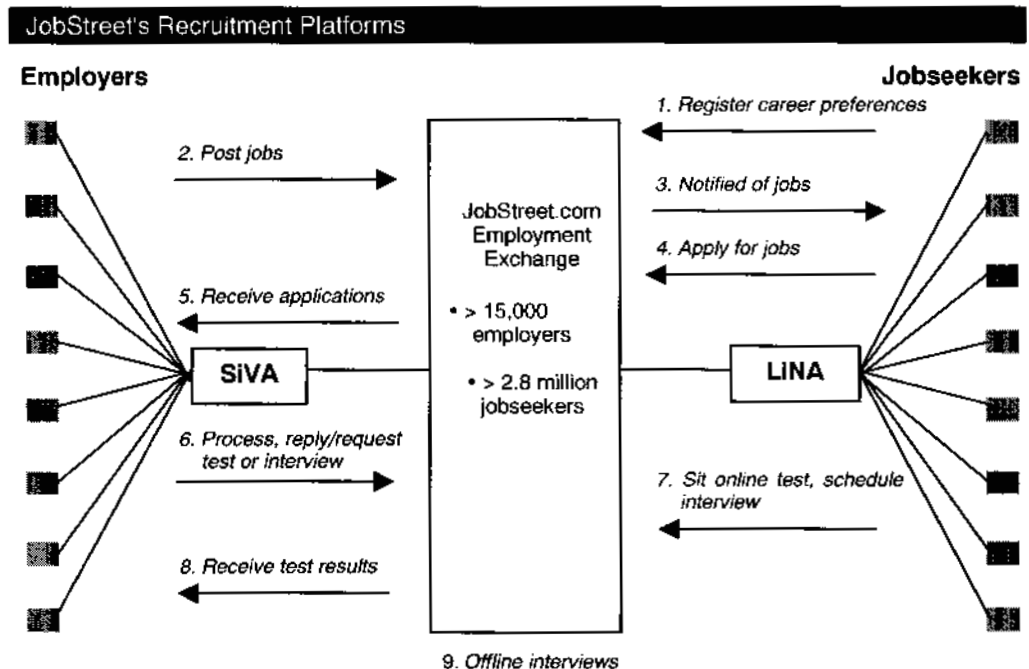 JobStreet's Recruitment Platforms
Employers
Jobseekers
1. Register career preferences
2. Post jobs
3. Notified of jobs
JobStreet.com
Employment
Exchange
4. Apply for jobs
5. Receive applications
• > 15,000
employers
SiVA
LiNA
• > 2.8 million
jobseekers
6. Process, reply/request
test or interview
7. Sit online test, schedule
interview
8. Receive test results
9. Offline interviews